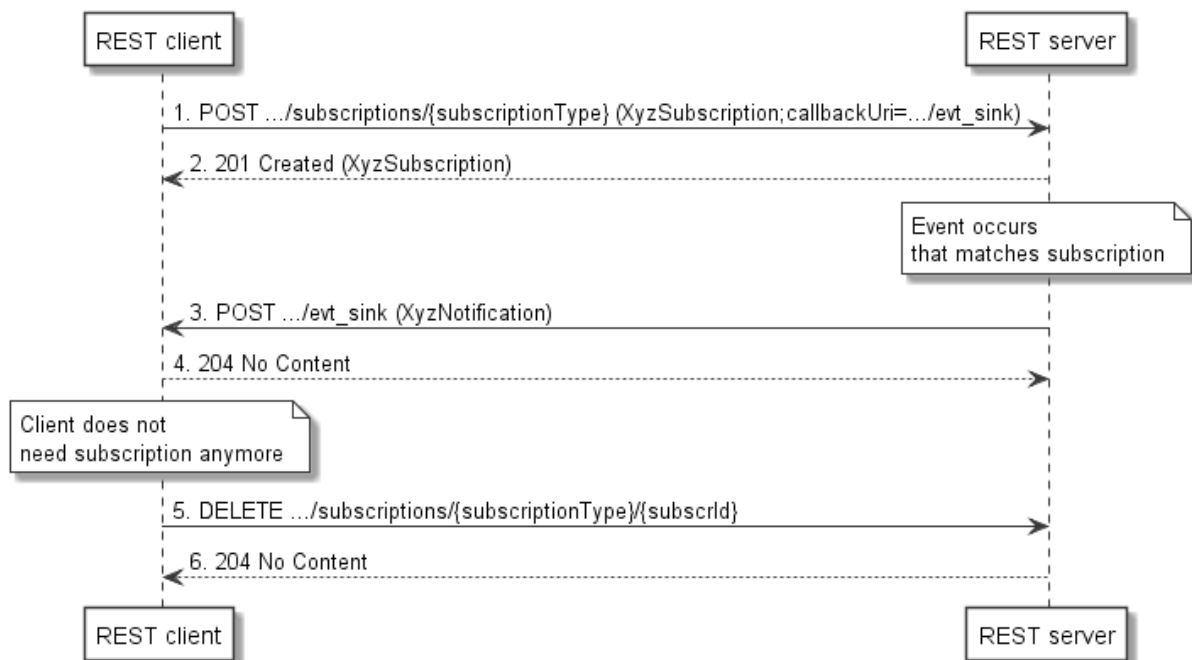 REST client
REST server
1. POST .../subscriptions/{subscriptionType} (XyzSubscription;callbackUri=.../evt_sink)
2. 201 Created (XyzSubscription)
Event occurs
that matches subscription
3. POST .../evt_sink (XyzNotification)
4. 204 No Content
Client does not
need subscription anymore
5. DELETE .../subscriptions/{subscriptionType}/{subscrId}
6. 204 No Content
REST client
REST server